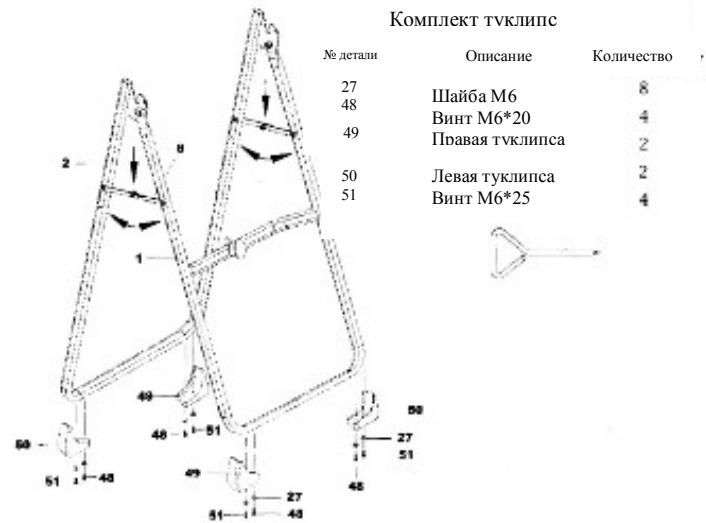 Комплект туклипс
№ детали Описание Количество
27 Шайба М6 8
48 Винт М6*20 4
49 Правая туклипса 2
50 Левая туклипса 2
51 Винт М6*25 4
2
8
1
49
48 51
50
50
27
51
48
51 48
49
27
51 48